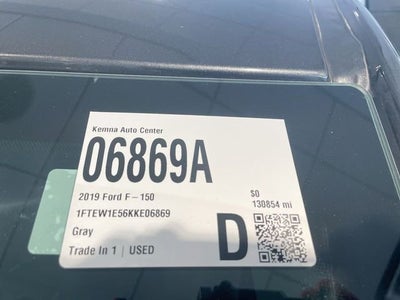 Kemna Auto Center
06869A
2019 Ford F-150
$0
1FTEW1E56KKE06869
130854 mi
Gray
Trade In 1 | USED
D